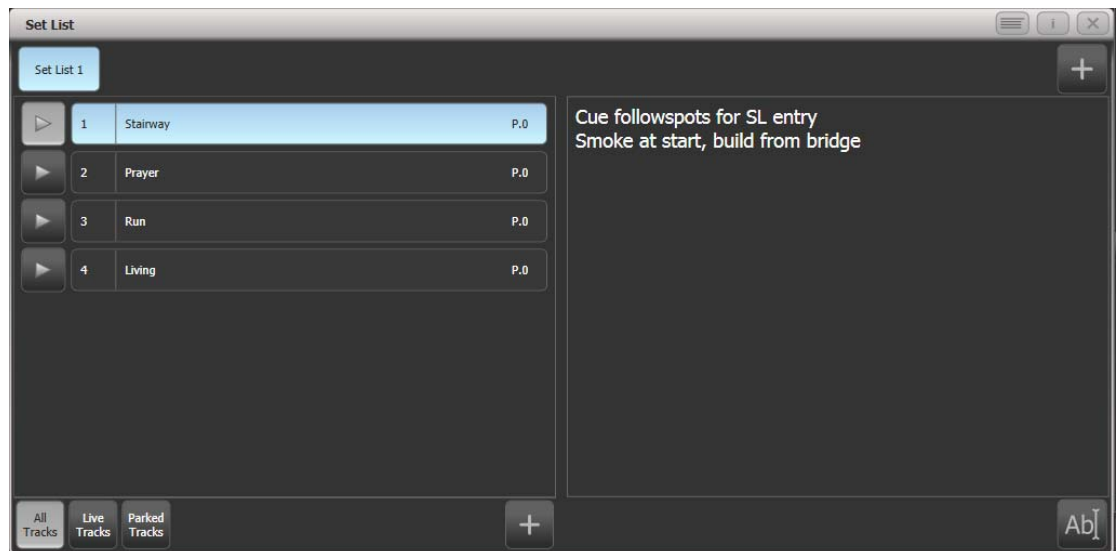 Set List
i
Set List 1
+
1 Stairway P.0
2 Prayer P.0
3 Run P.0
4 Living P.0
Cue followspots for SL entry
Smoke at start, build from bridge
All
Tracks
Live
Tracks
Parked
Tracks
+
Ab